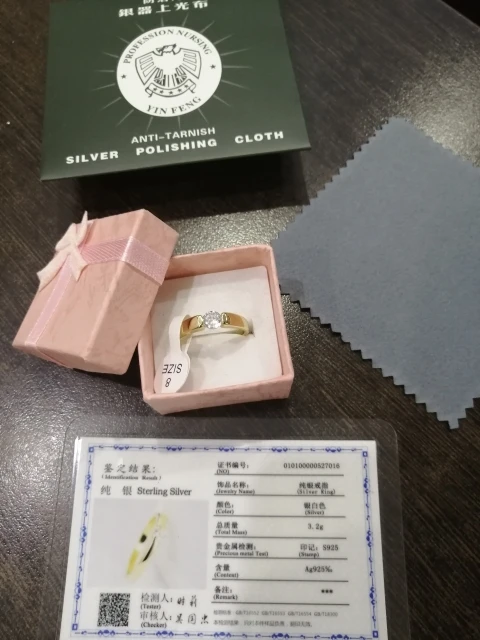 銀器上光布
PROFESSION NURSING
YIN FENG
ANTI-TARNISH
SILVER POLISHING CLOTH
SIZE
8
鉴定结果:
(Identification Result)
纯 银 Sterling Silver
检测人:
(Tester)
审核人:
(Checker)
证书编号: 010100000527016
(NO)
饰品名称: 纯银戒指
(Jewelry Name) (Silver Ring)
颜色: 银白色
(Color) (Silver)
总质量 3.2g
(Total Mass)
贵金属检测: 印记: S925
(Precious metal Test) (Stamp)
含量 Ag925‰
(Content)
备注: ***
(Remark)